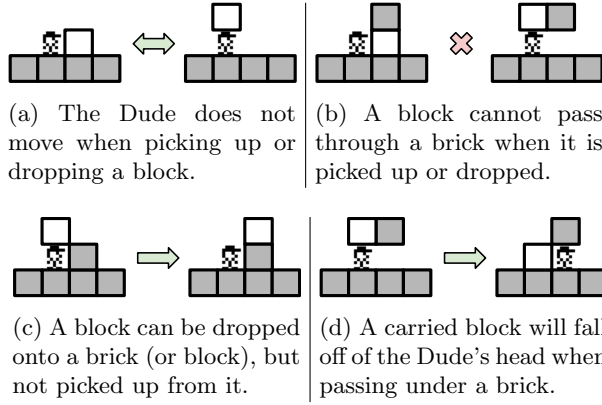 (a) The Dude does not
move when picking up or
dropping a block.
(b) A block cannot pass
through a brick when it is
picked up or dropped.
(c) A block can be dropped
onto a brick (or block), but
not picked up from it.
(d) A carried block will fall
off of the Dude's head when
passing under a brick.